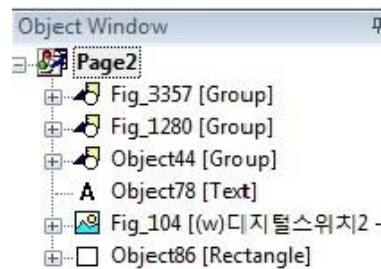 Object Window
Page2
Fig_3357 [Group]
Fig_1280 [Group]
Object44 [Group]
A Object78 [Text]
Fig_104 [(w)디지털스위치2 -
Object86 [Rectangle]